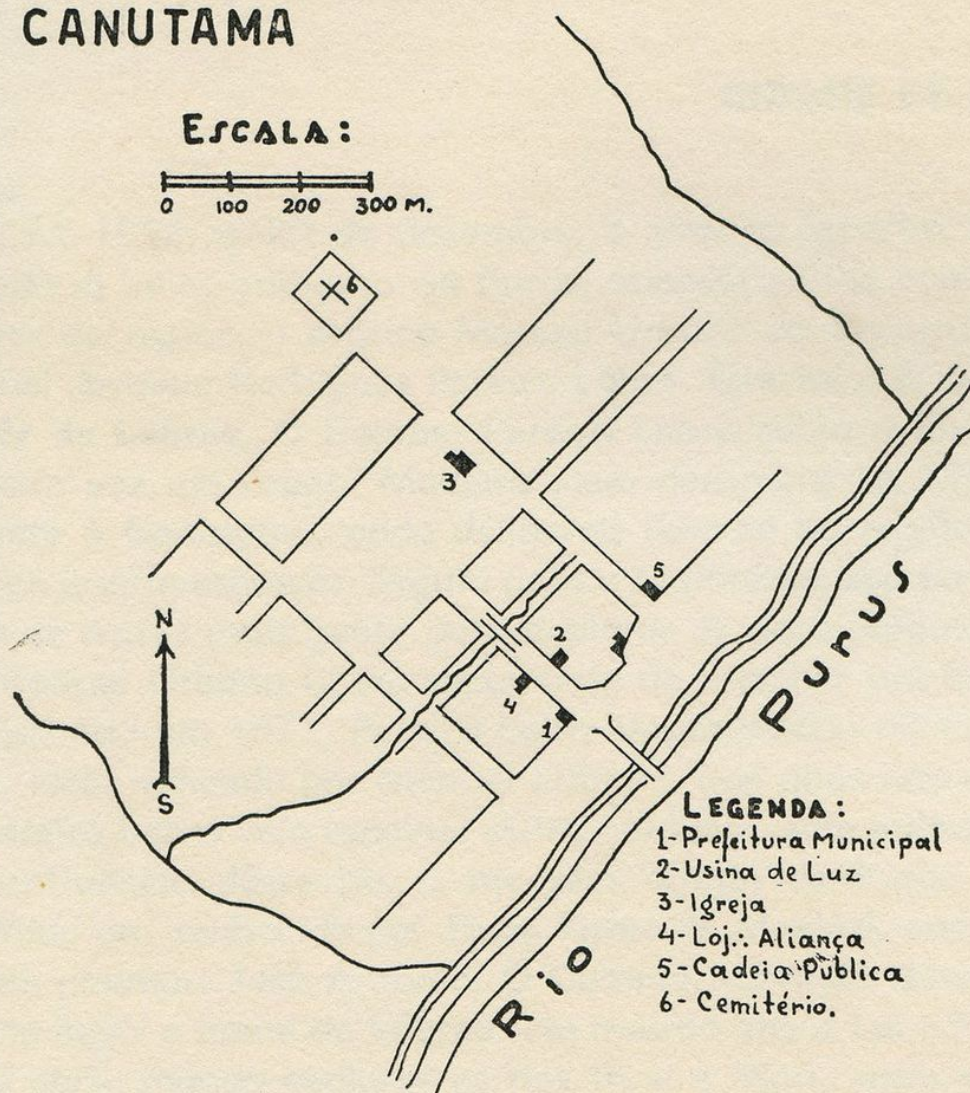 CANUTAMA
ESCALA:
0 100 200 300 M.
6
3
5
2
4
1
N
S
Rio Purus
LEGENDA:
1-Prefeitura Municipal
2-Usina de Luz
3-Igreja
4-Loj∴ Aliança
5-Cadeia Pública
6-Cemitério.